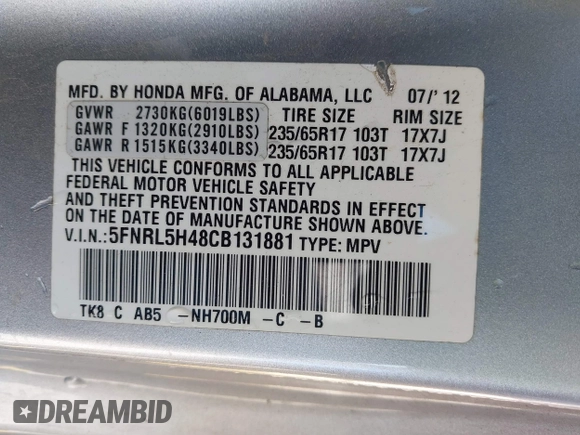 MFD. BY HONDA MFG. OF ALABAMA, LLC 07/'12
GVWR 2730KG(6019LBS) TIRE SIZE RIM SIZE
GAWR F 1320KG(2910LBS) 235/65R17 103T 17X7J
GAWR R 1515KG(3340LBS) 235/65R17 103T 17X7J
THIS VEHICLE CONFORMS TO ALL APPLICABLE
FEDERAL MOTOR VEHICLE SAFETY
AND THEFT PREVENTION STANDARDS IN EFFECT
ON THE DATE OF MANUFACTURE SHOWN ABOVE.
V.I.N.: 5FNRL5H48CB131881 TYPE: MPV
TK8 C AB5 -NH700M -C -B
DREAMBID